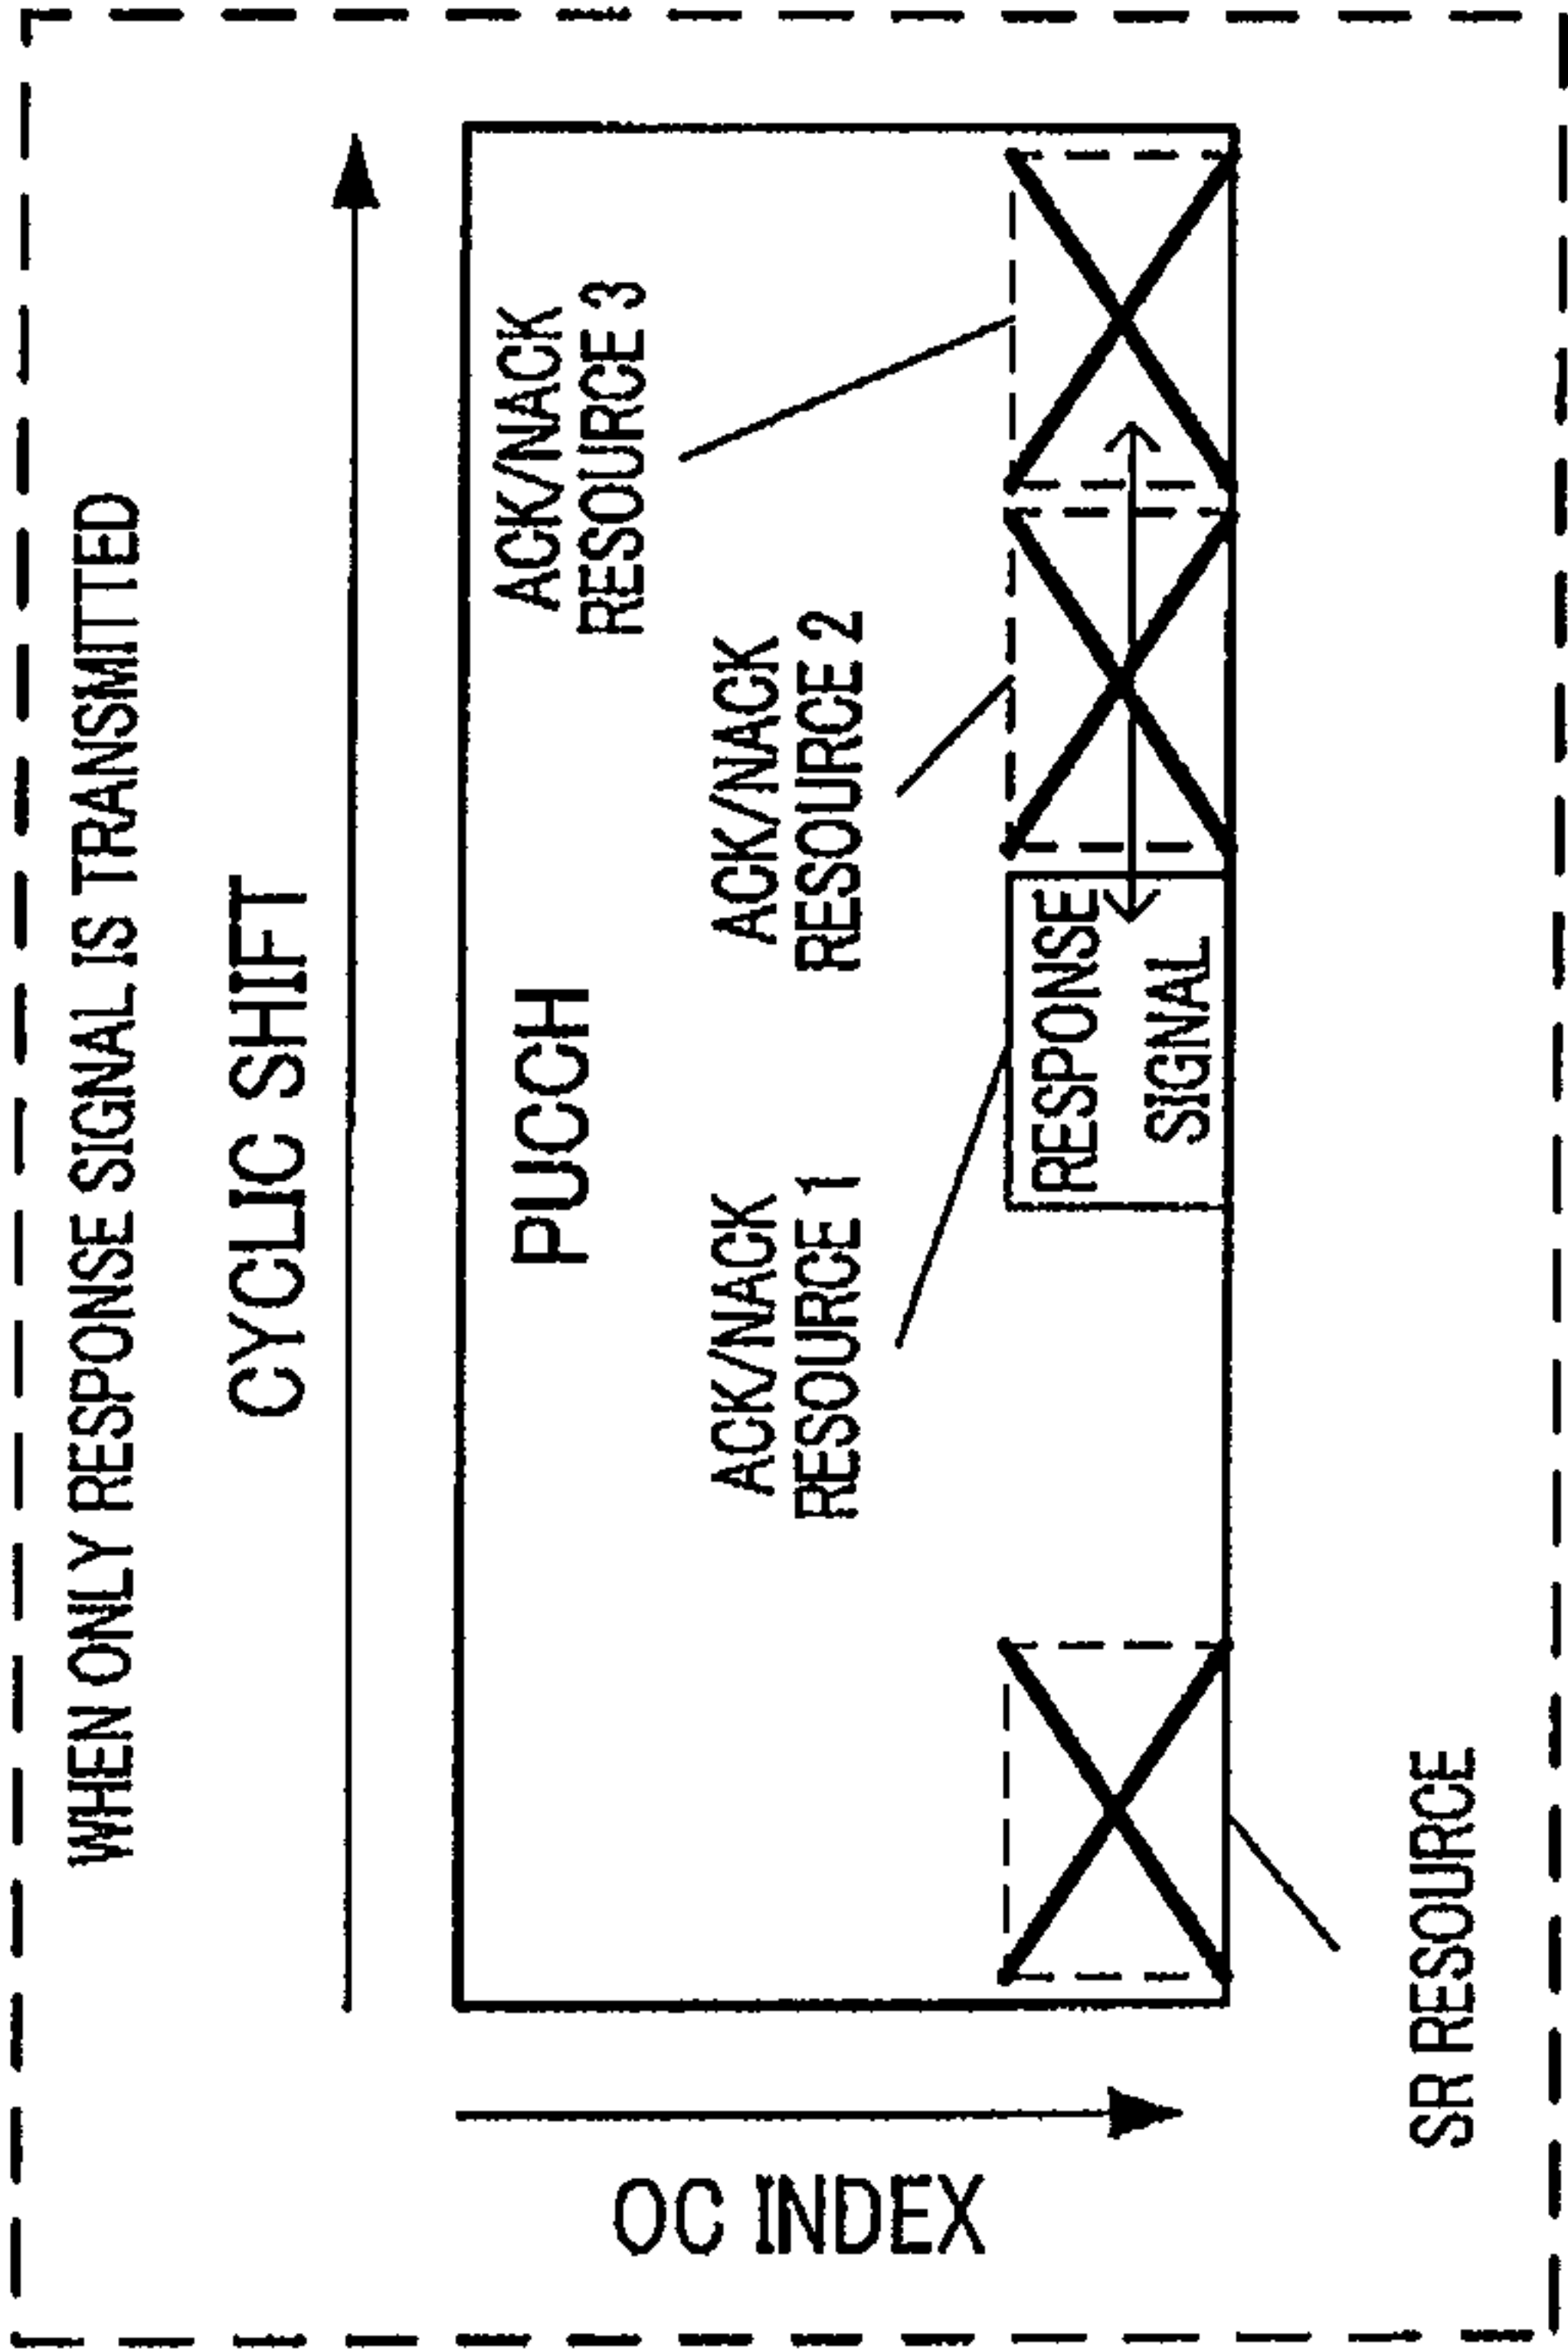 WHEN ONLY RESPONSE SIGNAL IS TRANSMITTED
CYCLIC SHIFT
OC INDEX
PUCCH
ACK/NACK
RESOURCE 3
ACK/NACK
RESOURCE 2
ACK/NACK
RESOURCE 1
RESPONSE
SIGNAL
SR RESOURCE